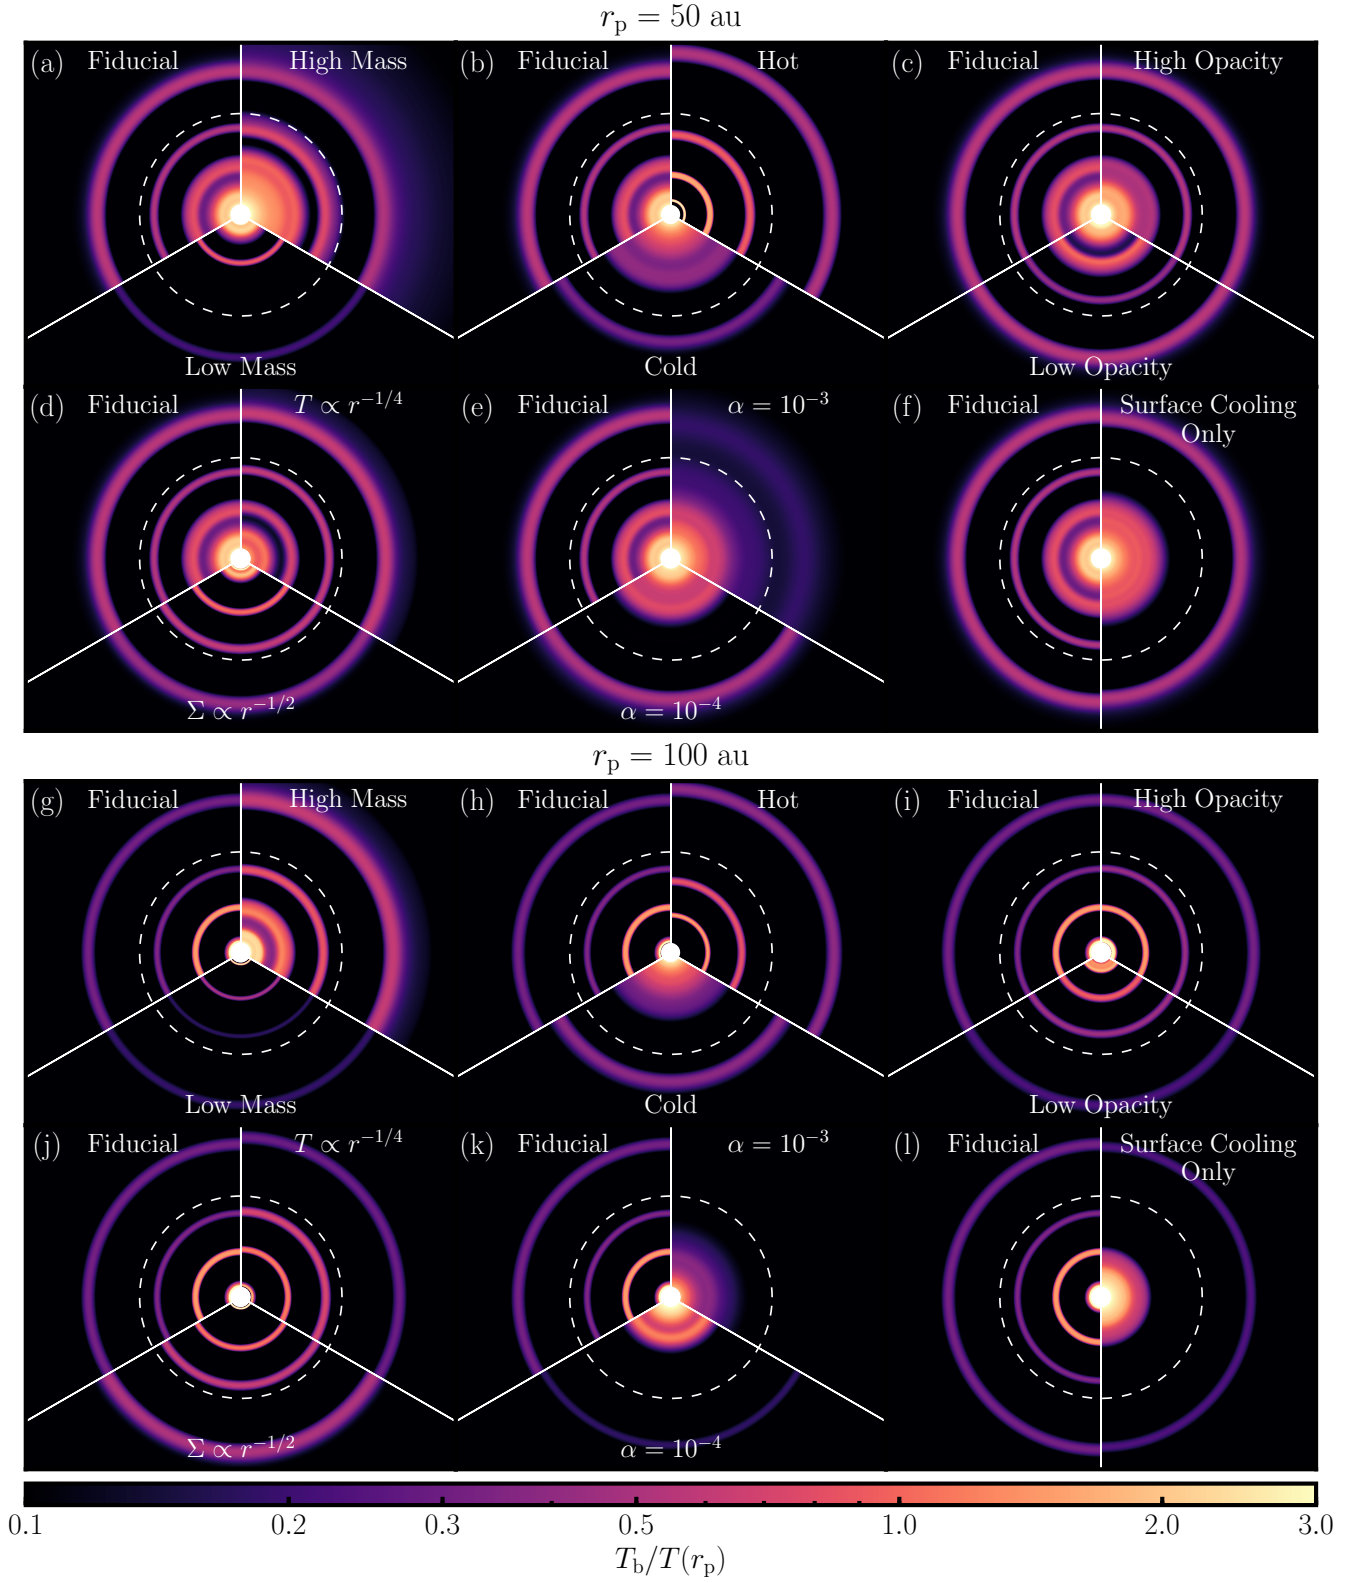 r_p = 50 au
(a) Fiducial High Mass
Low Mass
(b) Fiducial Hot
Cold
(c) Fiducial High Opacity
Low Opacity
(d) Fiducial T ∝ r^{-1/4}
Σ ∝ r^{-1/2}
(e) Fiducial α = 10^{-3}
α = 10^{-4}
(f) Fiducial Surface Cooling
Only
r_p = 100 au
(g) Fiducial High Mass
Low Mass
(h) Fiducial Hot
Cold
(i) Fiducial High Opacity
Low Opacity
(j) Fiducial T ∝ r^{-1/4}
Σ ∝ r^{-1/2}
(k) Fiducial α = 10^{-3}
α = 10^{-4}
(l) Fiducial Surface Cooling
Only
0.1 0.2 0.3 0.5 1.0 2.0 3.0
T_b/T(r_p)